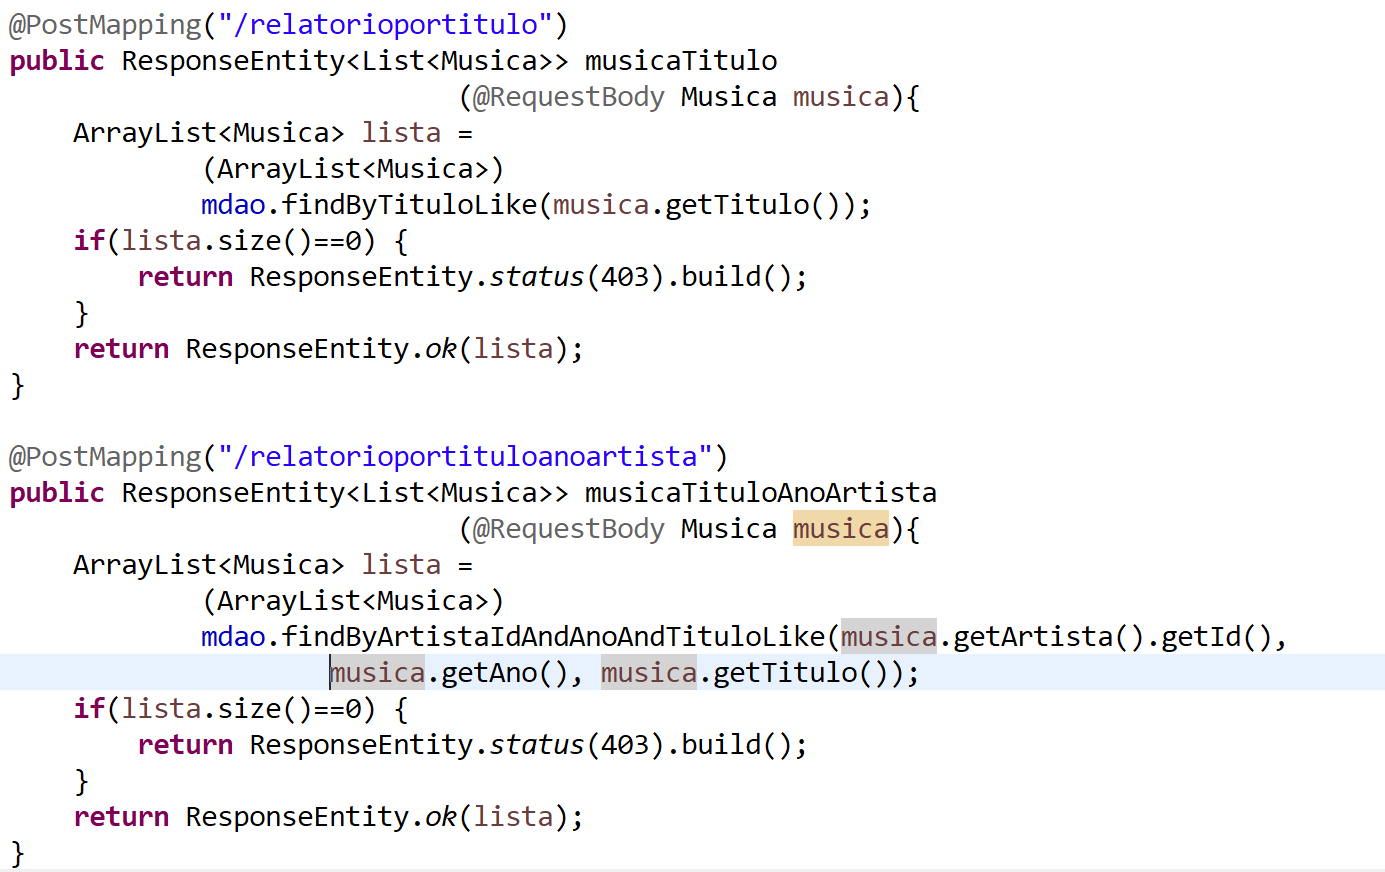 @PostMapping("/relatorioportitulo")
public ResponseEntity<List<Musica>> musicaTitulo
(@RequestBody Musica musica){
ArrayList<Musica> lista =
(ArrayList<Musica>)
mdao.findByTituloLike(musica.getTitulo());
if(lista.size()==0) {
return ResponseEntity.status(403).build();
}
return ResponseEntity.ok(lista);
}
@PostMapping("/relatorioportituloanoartista")
public ResponseEntity<List<Musica>> musicaTituloAnoArtista
(@RequestBody Musica musica){
ArrayList<Musica> lista =
(ArrayList<Musica>)
mdao.findByArtistaIdAndAnoAndTituloLike(musica.getArtista().getId(),
musica.getAno(), musica.getTitulo());
if(lista.size()==0) {
return ResponseEntity.status(403).build();
}
return ResponseEntity.ok(lista);
}